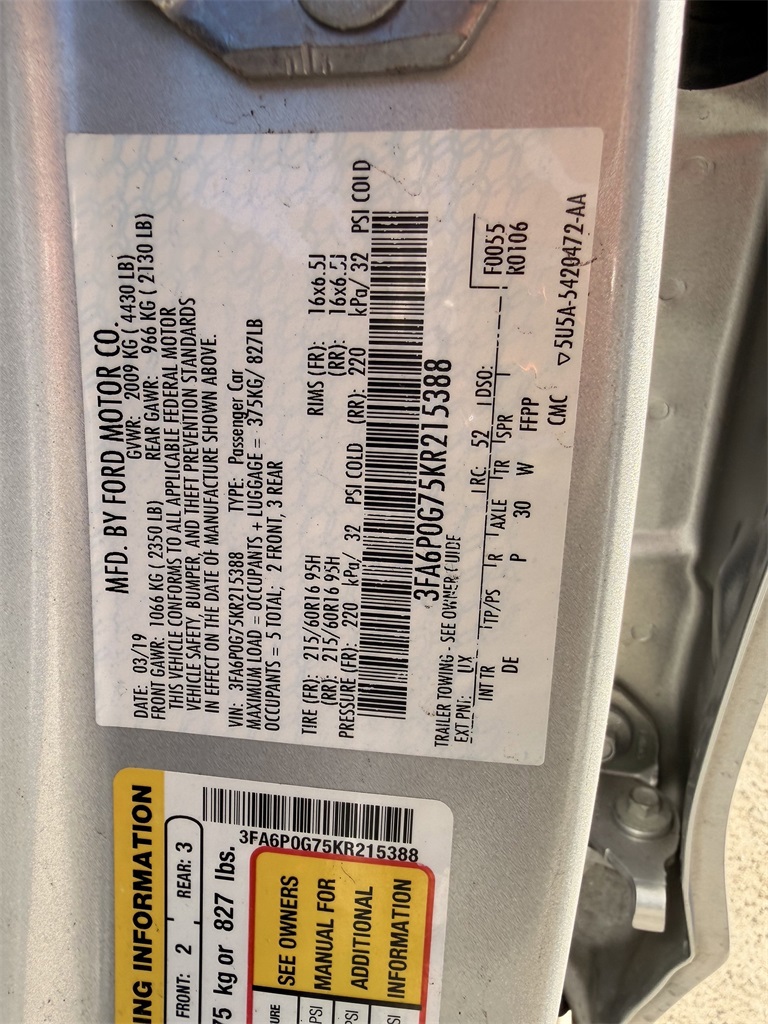 MFD. BY FORD MOTOR CO.
DATE: 03/19 GVWR: 2009 KG ( 4430 LB)
FRONT GAWR: 1066 KG ( 2350 LB) REAR GAWR: 966 KG ( 2130 LB)
THIS VEHICLE CONFORMS TO ALL APPLICABLE FEDERAL MOTOR
VEHICLE SAFETY, BUMPER, AND THEFT PREVENTION STANDARDS
IN EFFECT ON THE DATE OF MANUFACTURE SHOWN ABOVE.
VIN: 3FA6P0G75KR215388 TYPE: Passenger Car
MAXIMUM LOAD = OCCUPANTS + LUGGAGE = 375KG/ 827LB
OCCUPANTS = 5 TOTAL, 2 FRONT, 3 REAR
TIRE (FR): 215/60R16 95H RIMS (FR): 16x6.5J
(RR): 215/60R16 95H (RR): 16x6.5J
PRESSURE (FR): 220 kPa/ 32 PSI COLD (RR): 220 kPa/ 32 PSI COLD
3FA6P0G75KR215388
TRAILER TOWING - SEE OWNER GUIDE
EXT PNT: UX RC: 52 DSO: F0055
INT TR TP/PS R AXLE TR SPR R0106
DE P 30 W FFPP
CMC ▽5U5A-5420472-AA
ING INFORMATION
FRONT: 2 REAR: 3
75 kg or 827 lbs.
3FA6P0G75KR215388
SEE OWNERS
MANUAL FOR
ADDITIONAL
INFORMATION
URE
PSI
PSI
SI